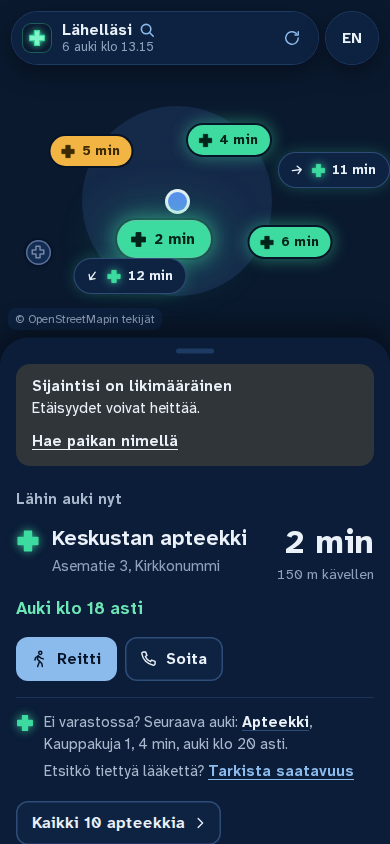 Lähelläsi
6 auki klo 13.15
EN
4 min
5 min
→ 11 min
2 min
6 min
↙ 12 min
© OpenStreetMapin tekijät
Sijaintisi on likimääräinen
Etäisyydet voivat heittää.
Hae paikan nimellä
Lähin auki nyt
Keskustan apteekki
2 min
Asematie 3, Kirkkonummi
150 m kävellen
Auki klo 18 asti
Reitti
Soita
Ei varastossa? Seuraava auki: Apteekki,
Kauppakuja 1, 4 min, auki klo 20 asti.
Etsitkö tiettyä lääkettä? Tarkista saatavuus
Kaikki 10 apteekkia